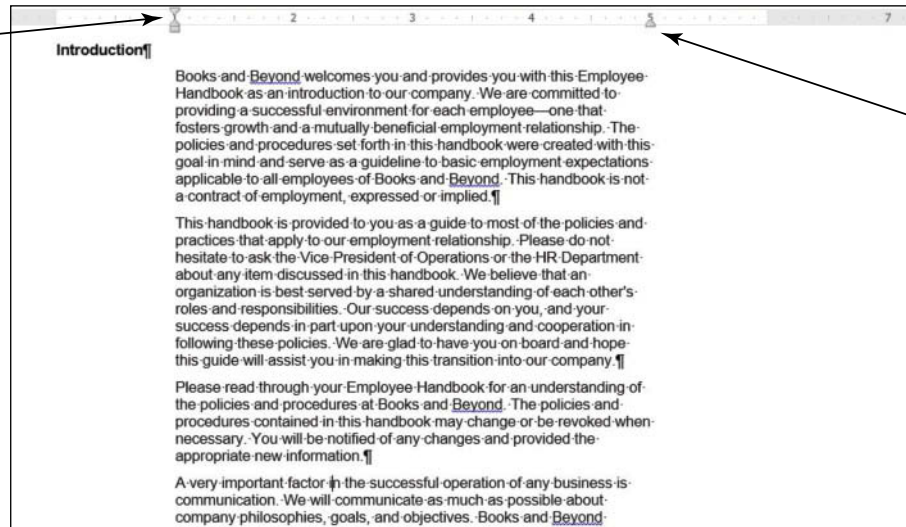 2 3 4 5 7
Introduction¶
Books and Beyond welcomes you and provides you with this Employee
Handbook as an introduction to our company. We are committed to
providing a successful environment for each employee—one that
fosters growth and a mutually beneficial employment relationship. The
policies and procedures set forth in this handbook were created with this
goal in mind and serve as a guideline to basic employment expectations
applicable to all employees of Books and Beyond. This handbook is not
a contract of employment, expressed or implied.¶
This handbook is provided to you as a guide to most of the policies and
practices that apply to our employment relationship. Please do not
hesitate to ask the Vice President of Operations or the HR Department
about any item discussed in this handbook. We believe that an
organization is best served by a shared understanding of each other's
roles and responsibilities. Our success depends on you, and your
success depends in part upon your understanding and cooperation in
following these policies. We are glad to have you on board and hope
this guide will assist you in making this transition into our company.¶
Please read through your Employee Handbook for an understanding of
the policies and procedures at Books and Beyond. The policies and
procedures contained in this handbook may change or be revoked when
necessary. You will be notified of any changes and provided the
appropriate new information.¶
A very important factor in the successful operation of any business is
communication. We will communicate as much as possible about
company philosophies, goals, and objectives. Books and Beyond